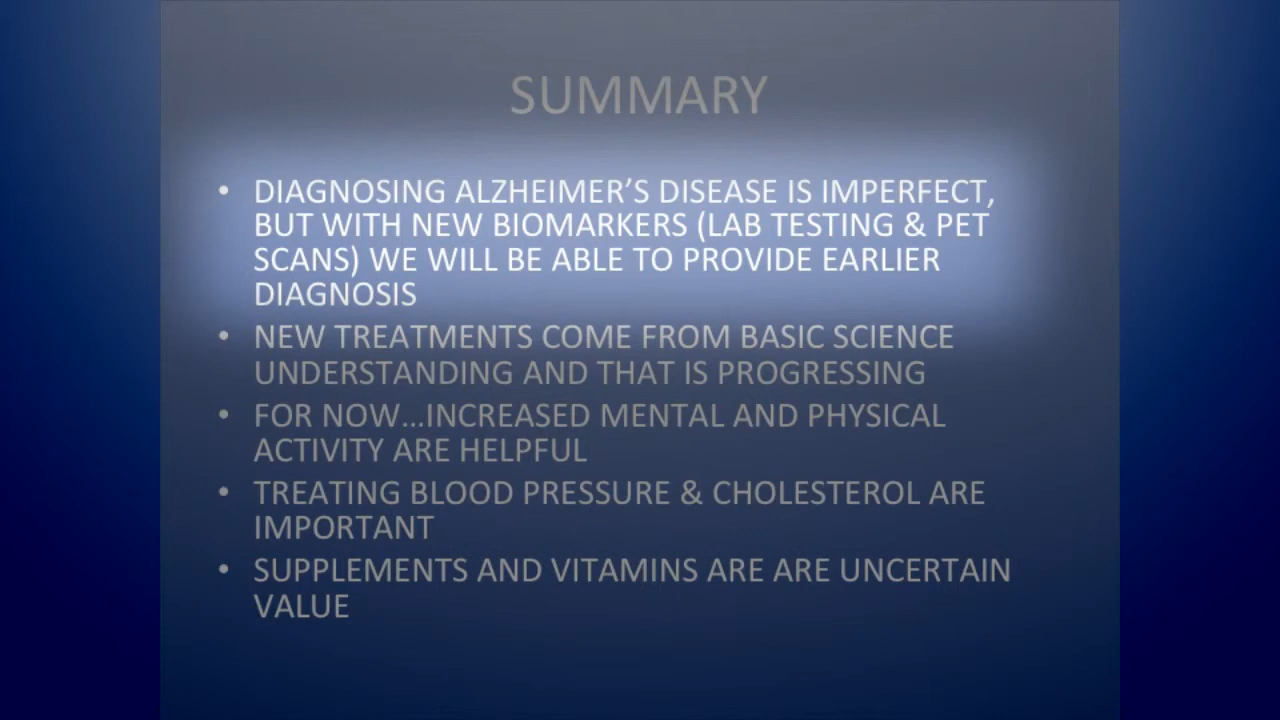 SUMMARY
• DIAGNOSING ALZHEIMER’S DISEASE IS IMPERFECT,
BUT WITH NEW BIOMARKERS (LAB TESTING & PET
SCANS) WE WILL BE ABLE TO PROVIDE EARLIER
DIAGNOSIS
• NEW TREATMENTS COME FROM BASIC SCIENCE
UNDERSTANDING AND THAT IS PROGRESSING
• FOR NOW…INCREASED MENTAL AND PHYSICAL
ACTIVITY ARE HELPFUL
• TREATING BLOOD PRESSURE & CHOLESTEROL ARE
IMPORTANT
• SUPPLEMENTS AND VITAMINS ARE ARE UNCERTAIN
VALUE